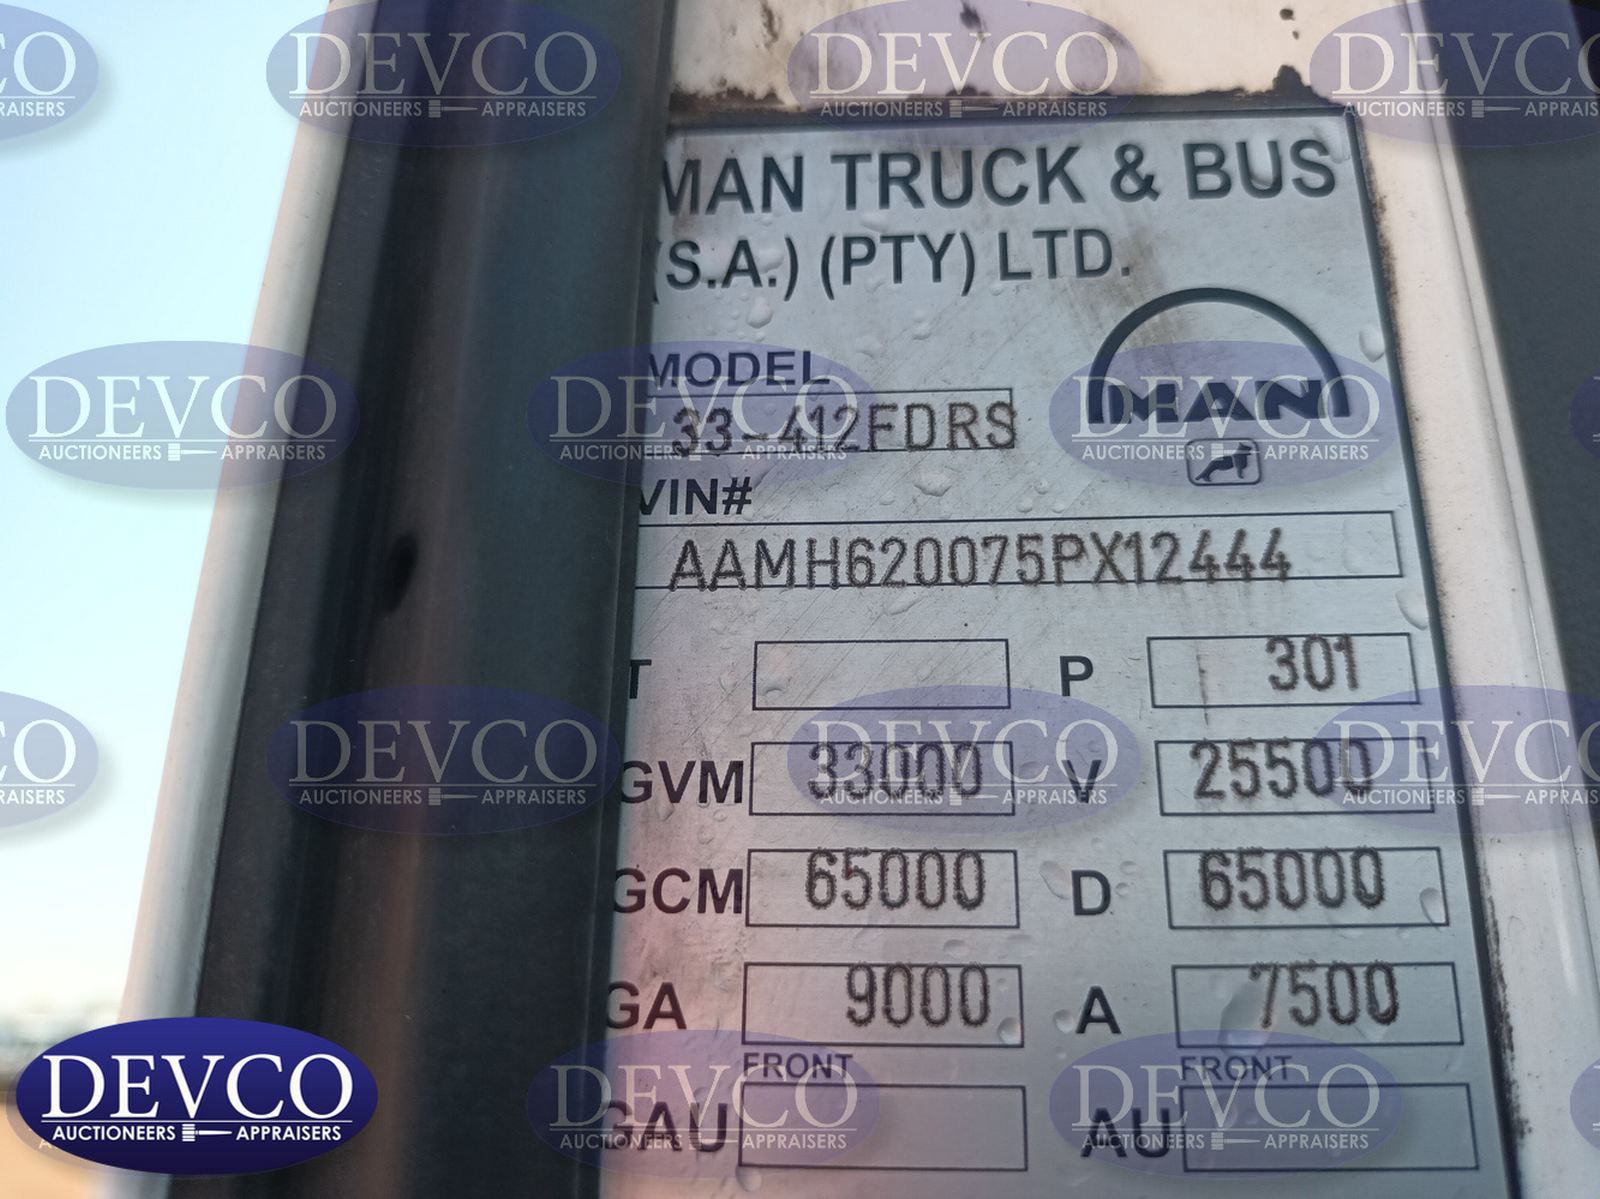 MAN TRUCK & BUS
(S.A.) (PTY) LTD.
MODEL
33-412FDRS
MAN
VIN#
AAMH620075PX12444
T P 301
GVM 33000 V 25500
GCM 65000 D 65000
GA 9000 A 7500
FRONT FRONT
GAU AU
DEVCO
AUCTIONEERS APPRAISERS